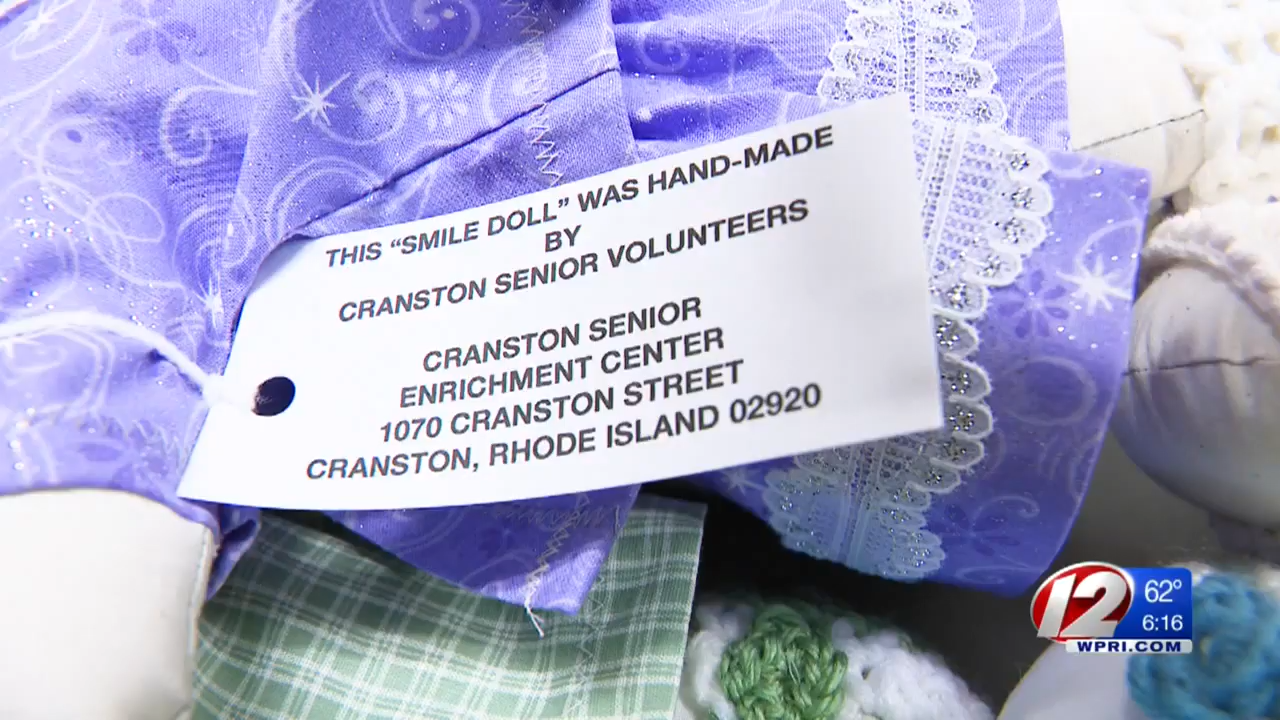 THIS “SMILE DOLL” WAS HAND-MADE
BY
CRANSTON SENIOR VOLUNTEERS
CRANSTON SENIOR
ENRICHMENT CENTER
1070 CRANSTON STREET
CRANSTON, RHODE ISLAND 02920
12
62°
6:16
WPRI.COM